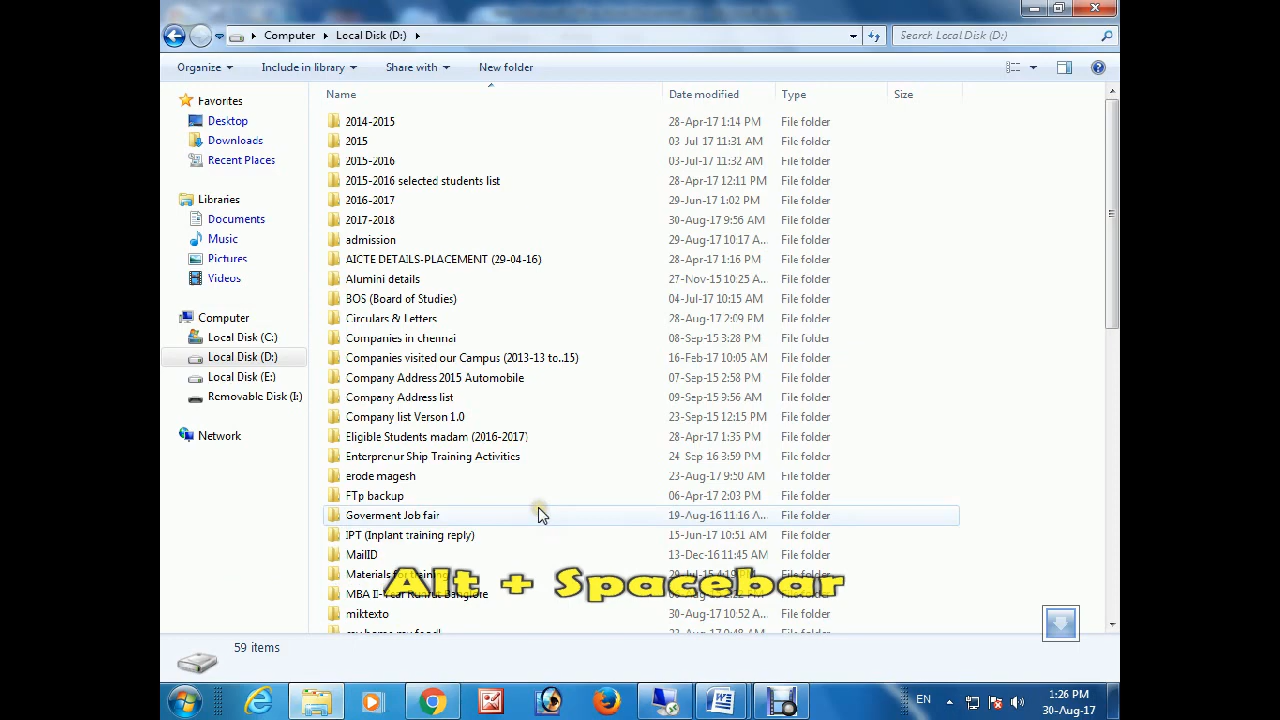 Computer Local Disk (D:)
Search Local Disk (D:)
Organize Include in library Share with New folder
Name Date modified Type Size
Favorites
Desktop
Downloads
Recent Places
Libraries
Documents
Music
Pictures
Videos
Computer
Local Disk (C:)
Local Disk (D:)
Local Disk (E:)
Removable Disk (I:)
Network
2014-2015 28-Apr-17 1:14 PM File folder
2015 03-Jul-17 11:31 AM File folder
2015-2016 03-Jul-17 11:32 AM File folder
2015-2016 selected students list 28-Apr-17 12:11 PM File folder
2016-2017 29-Jun-17 1:02 PM File folder
2017-2018 30-Aug-17 9:56 AM File folder
admission 29-Aug-17 10:17 A... File folder
AICTE DETAILS-PLACEMENT (29-04-16) 28-Apr-17 1:16 PM File folder
Alumini details 27-Nov-15 10:25 A... File folder
BOS (Board of Studies) 04-Jul-17 10:15 AM File folder
Circulars & Letters 28-Aug-17 2:09 PM File folder
Companies in chennai 08-Sep-15 3:28 PM File folder
Companies visited our Campus (2013-13 to..15) 16-Feb-17 10:05 AM File folder
Company Address 2015 Automobile 07-Sep-15 2:58 PM File folder
Company Address list 09-Sep-15 9:56 AM File folder
Company list Verson 1.0 23-Sep-15 12:15 PM File folder
Eligible Students madam (2016-2017) 28-Apr-17 1:35 PM File folder
Enterprenur Ship Training Activities 24-Sep-16 3:59 PM File folder
erode magesh 23-Aug-17 9:50 AM File folder
FTp backup 06-Apr-17 2:03 PM File folder
Goverment Job fair 19-Aug-16 11:16 A... File folder
IPT (Inplant training reply) 15-Jun-17 10:51 AM File folder
MailID 13-Dec-16 11:45 AM File folder
Materials for training File folder
Alt + Spacebar
MBA II-Year File folder
miktexto 30-Aug-17 10:52 A... File folder
59 items
EN
1:26 PM
30-Aug-17